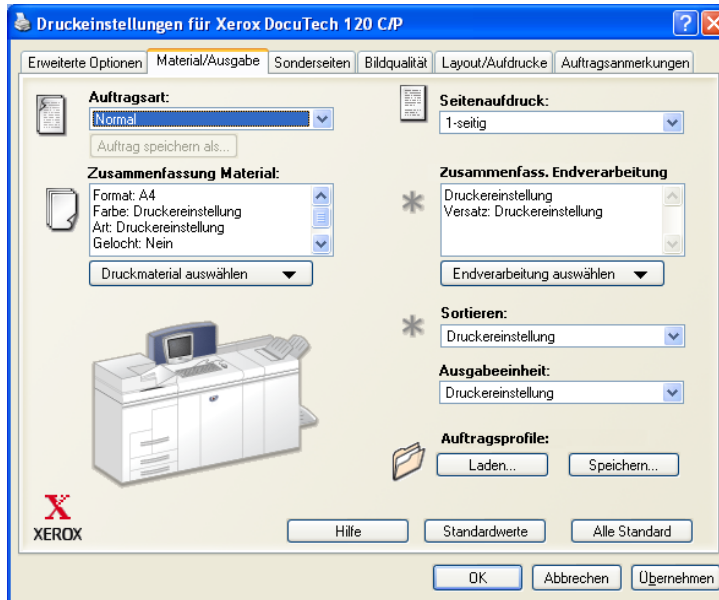 Druckeinstellungen für Xerox DocuTech 120 C/P
Erweiterte Optionen Material/Ausgabe Sonderseiten Bildqualität Layout/Aufdrucke Auftragsanmerkungen
Auftragsart:
Normal
Auftrag speichern als...
Zusammenfassung Material:
Format: A4
Farbe: Druckereinstellung
Art: Druckereinstellung
Gelocht: Nein
Druckmaterial auswählen
Seitenaufdruck:
1-seitig
Zusammenfass. Endverarbeitung
Druckereinstellung
Versatz: Druckereinstellung
Endverarbeitung auswählen
Sortieren:
Druckereinstellung
Ausgabeeinheit:
Druckereinstellung
Auftragsprofile:
Laden... Speichern...
X
XEROX
Hilfe Standardwerte Alle Standard
OK Abbrechen Übernehmen